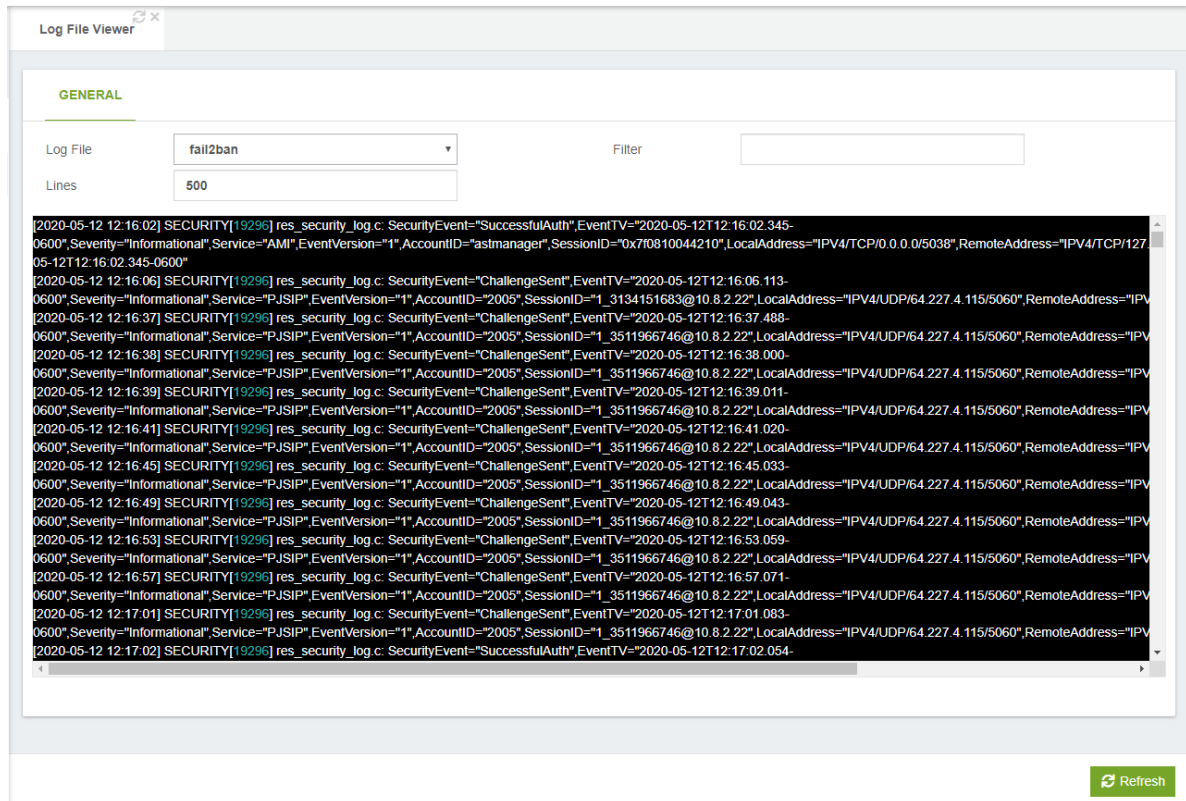 Log File Viewer
GENERAL
Log File
fail2ban
Filter
Lines
500
[2020-05-12 12:16:02] SECURITY[19296] res_security_log.c: SecurityEvent="SuccessfulAuth",EventTV="2020-05-12T12:16:02.345-
0600",Severity="Informational",Service="AMI",EventVersion="1",AccountID="astmanager",SessionID="0x7f0810044210",LocalAddress="IPV4/TCP/0.0.0.0/5038",RemoteAddress="IPV4/TCP/127.
05-12T12:16:02.345-0600"
[2020-05-12 12:16:06] SECURITY[19296] res_security_log.c: SecurityEvent="ChallengeSent",EventTV="2020-05-12T12:16:06.113-
0600",Severity="Informational",Service="PJSIP",EventVersion="1",AccountID="2005",SessionID="1_3134151683@10.8.2.22",LocalAddress="IPV4/UDP/64.227.4.115/5060",RemoteAddress="IPV
[2020-05-12 12:16:37] SECURITY[19296] res_security_log.c: SecurityEvent="ChallengeSent",EventTV="2020-05-12T12:16:37.488-
0600",Severity="Informational",Service="PJSIP",EventVersion="1",AccountID="2005",SessionID="1_3511966746@10.8.2.22",LocalAddress="IPV4/UDP/64.227.4.115/5060",RemoteAddress="IPV
[2020-05-12 12:16:38] SECURITY[19296] res_security_log.c: SecurityEvent="ChallengeSent",EventTV="2020-05-12T12:16:38.000-
0600",Severity="Informational",Service="PJSIP",EventVersion="1",AccountID="2005",SessionID="1_3511966746@10.8.2.22",LocalAddress="IPV4/UDP/64.227.4.115/5060",RemoteAddress="IPV
[2020-05-12 12:16:39] SECURITY[19296] res_security_log.c: SecurityEvent="ChallengeSent",EventTV="2020-05-12T12:16:39.011-
0600",Severity="Informational",Service="PJSIP",EventVersion="1",AccountID="2005",SessionID="1_3511966746@10.8.2.22",LocalAddress="IPV4/UDP/64.227.4.115/5060",RemoteAddress="IPV
[2020-05-12 12:16:41] SECURITY[19296] res_security_log.c: SecurityEvent="ChallengeSent",EventTV="2020-05-12T12:16:41.020-
0600",Severity="Informational",Service="PJSIP",EventVersion="1",AccountID="2005",SessionID="1_3511966746@10.8.2.22",LocalAddress="IPV4/UDP/64.227.4.115/5060",RemoteAddress="IPV
[2020-05-12 12:16:45] SECURITY[19296] res_security_log.c: SecurityEvent="ChallengeSent",EventTV="2020-05-12T12:16:45.033-
0600",Severity="Informational",Service="PJSIP",EventVersion="1",AccountID="2005",SessionID="1_3511966746@10.8.2.22",LocalAddress="IPV4/UDP/64.227.4.115/5060",RemoteAddress="IPV
[2020-05-12 12:16:49] SECURITY[19296] res_security_log.c: SecurityEvent="ChallengeSent",EventTV="2020-05-12T12:16:49.043-
0600",Severity="Informational",Service="PJSIP",EventVersion="1",AccountID="2005",SessionID="1_3511966746@10.8.2.22",LocalAddress="IPV4/UDP/64.227.4.115/5060",RemoteAddress="IPV
[2020-05-12 12:16:53] SECURITY[19296] res_security_log.c: SecurityEvent="ChallengeSent",EventTV="2020-05-12T12:16:53.059-
0600",Severity="Informational",Service="PJSIP",EventVersion="1",AccountID="2005",SessionID="1_3511966746@10.8.2.22",LocalAddress="IPV4/UDP/64.227.4.115/5060",RemoteAddress="IPV
[2020-05-12 12:16:57] SECURITY[19296] res_security_log.c: SecurityEvent="ChallengeSent",EventTV="2020-05-12T12:16:57.071-
0600",Severity="Informational",Service="PJSIP",EventVersion="1",AccountID="2005",SessionID="1_3511966746@10.8.2.22",LocalAddress="IPV4/UDP/64.227.4.115/5060",RemoteAddress="IPV
[2020-05-12 12:17:01] SECURITY[19296] res_security_log.c: SecurityEvent="ChallengeSent",EventTV="2020-05-12T12:17:01.083-
0600",Severity="Informational",Service="PJSIP",EventVersion="1",AccountID="2005",SessionID="1_3511966746@10.8.2.22",LocalAddress="IPV4/UDP/64.227.4.115/5060",RemoteAddress="IPV
[2020-05-12 12:17:02] SECURITY[19296] res_security_log.c: SecurityEvent="SuccessfulAuth",EventTV="2020-05-12T12:17:02.054-
Refresh